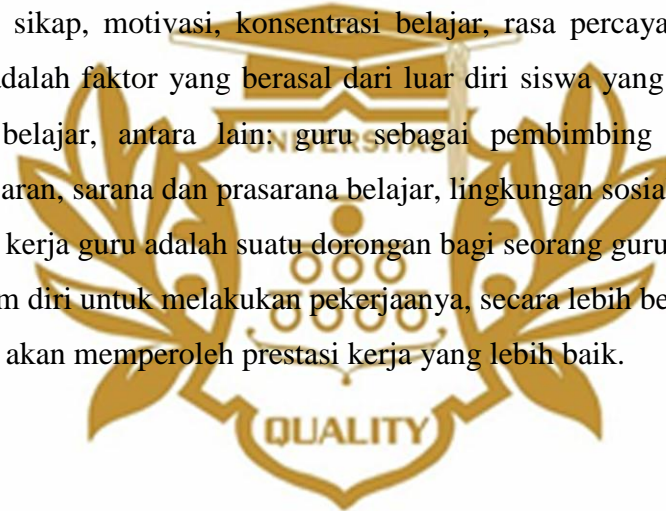 sikap, motivasi, konsentrasi belajar, rasa percaya
adalah faktor yang berasal dari luar diri siswa yang
UNIVERSITAS
belajar, antara lain: guru sebagai pembimbing
aran, sarana dan prasarana belajar, lingkungan sosia
kerja guru adalah suatu dorongan bagi seorang guru
m diri untuk melakukan pekerjaanya, secara lebih be
akan memperoleh prestasi kerja yang lebih baik.
QUALITY